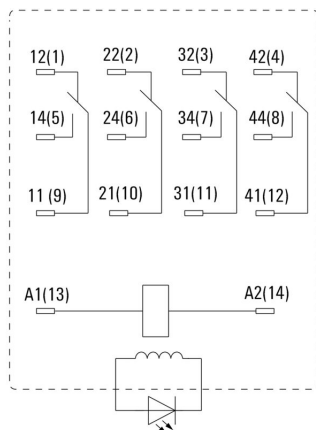 12(1) 22(2) 32(3) 42(4)
14(5) 24(6) 34(7) 44(8)
11 (9) 21(10) 31(11) 41(12)
A1(13) A2(14)